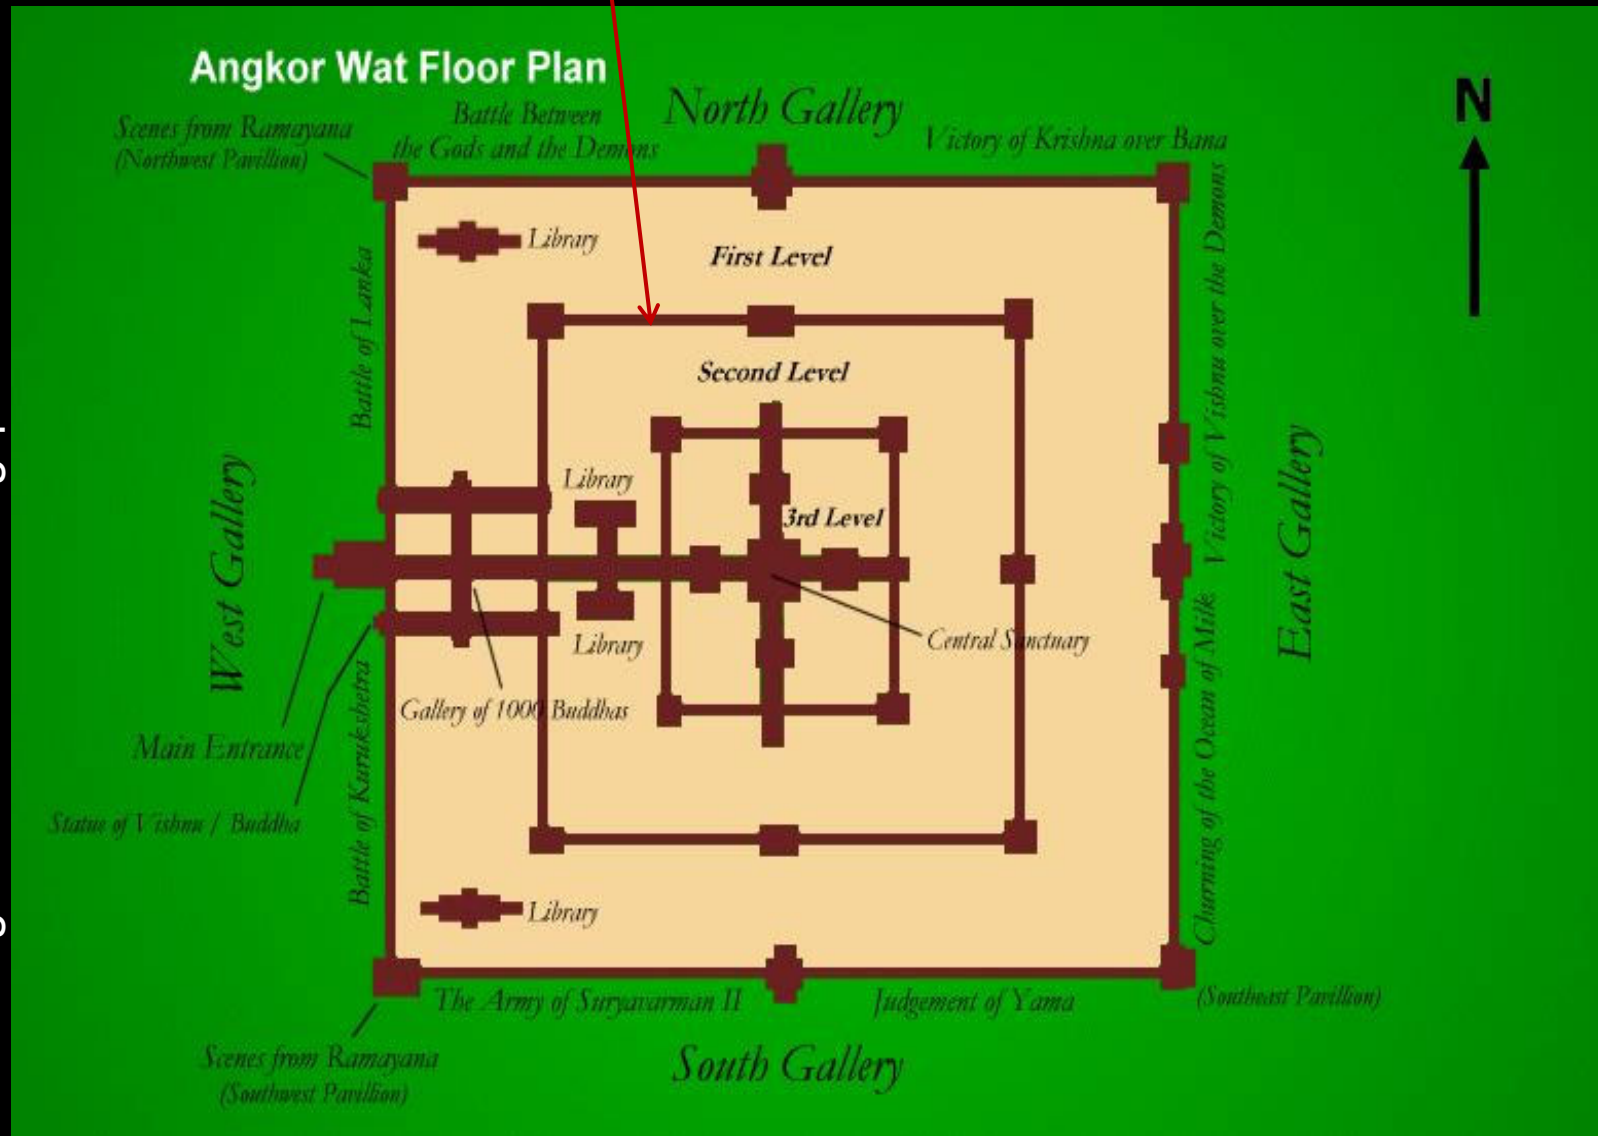 Angkor Wat Floor Plan
N
North Gallery
Battle Between
the Gods and the Demons
Scenes from Ramayana
(Northwest Pavillion)
Victory of Krishna over Bana
Library
First Level
Battle of Lanka
Victory of Vishnu over the Demons
Second Level
West Gallery
Library
3rd Level
East Gallery
Library
Central Sanctuary
Gallery of 1000 Buddhas
Main Entrance
Statue of Vishnu / Buddha
Battle of Kurukshetra
Churning of the Ocean of Milk
Library
The Army of Suryavarman II
Judgement of Yama
(Southeast Pavillion)
Scenes from Ramayana
(Southwest Pavillion)
South Gallery